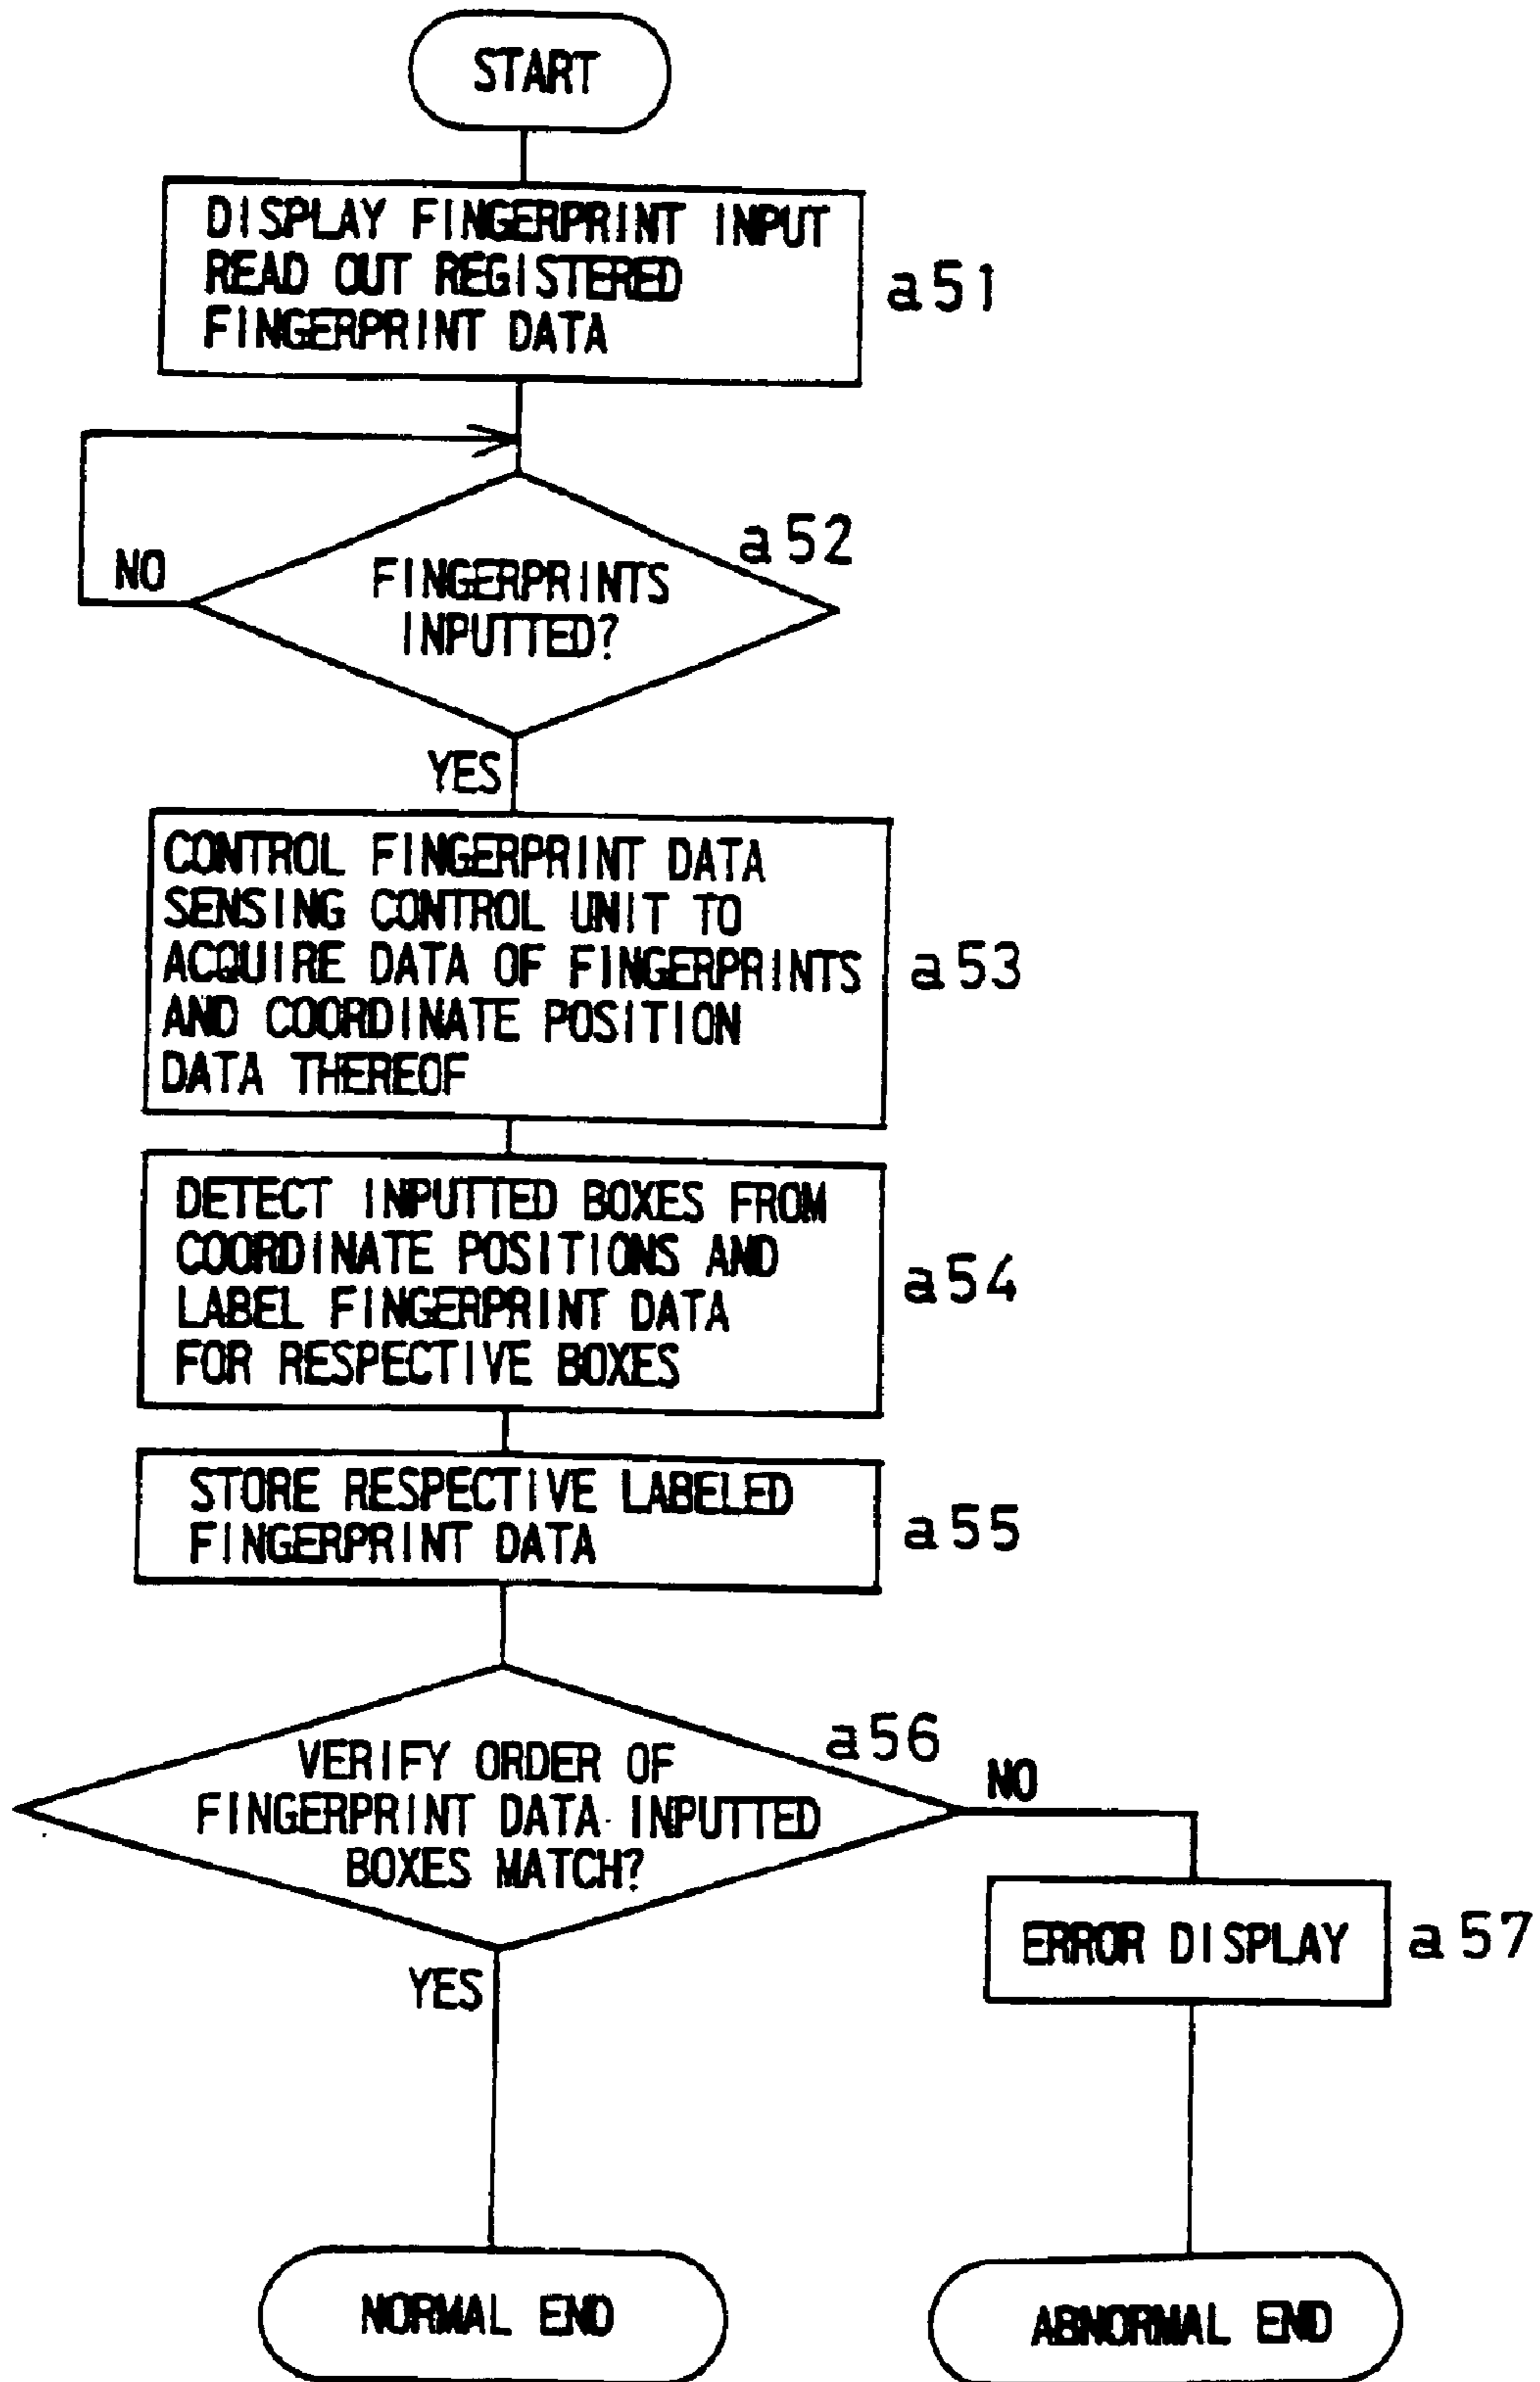 START
DISPLAY FINGERPRINT INPUT
READ OUT REGISTERED
FINGERPRINT DATA
a51
a52
NO
FINGERPRINTS
INPUTTED?
YES
CONTROL FINGERPRINT DATA
SENSING CONTROL UNIT TO
ACQUIRE DATA OF FINGERPRINTS
AND COORDINATE POSITION
DATA THEREOF
a53
DETECT INPUTTED BOXES FROM
COORDINATE POSITIONS AND
LABEL FINGERPRINT DATA
FOR RESPECTIVE BOXES
a54
STORE RESPECTIVE LABELED
FINGERPRINT DATA
a55
a56
VERIFY ORDER OF
FINGERPRINT DATA INPUTTED
BOXES MATCH?
NO
YES
ERROR DISPLAY
a57
NORMAL END
ABNORMAL END